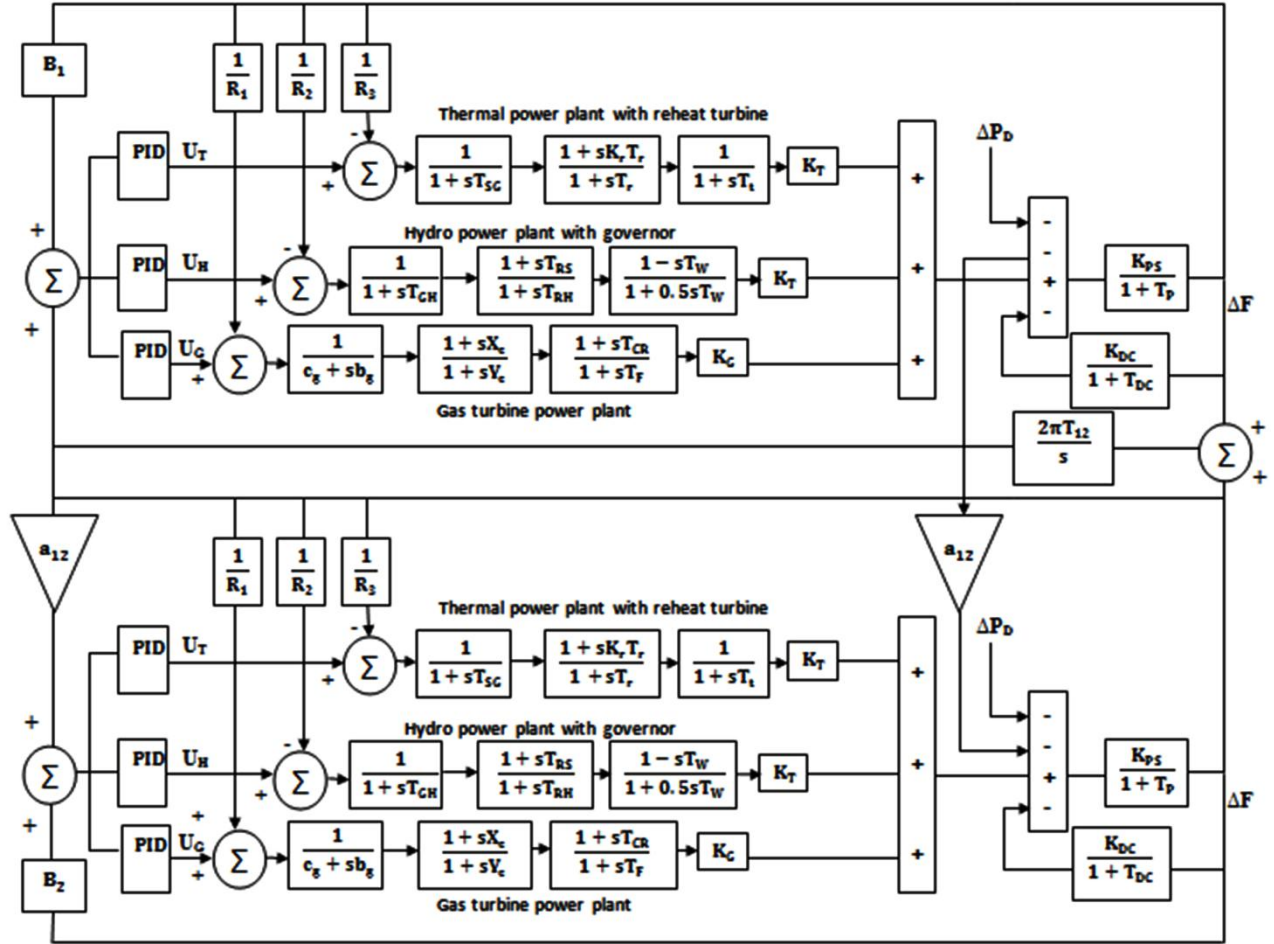 B₁
1/R₁
1/R₂
1/R₃
Thermal power plant with reheat turbine
ΔP_D
PID U_T
-
+
Σ
1/(1 + sT_SG)
(1 + sK_rT_r)/(1 + sT_r)
1/(1 + sT_t)
K_T
+
-
Hydro power plant with governor
+
Σ
+
PID U_H
-
+
Σ
1/(1 + sT_GH)
(1 + sT_RS)/(1 + sT_RH)
(1 − sT_W)/(1 + 0.5sT_W)
K_T
+
-
+
-
K_PS/(1 + T_P)
ΔF
PID U_G
+
Σ
1/(c_g + sb_g)
(1 + sX_c)/(1 + sY_c)
(1 + sT_CR)/(1 + sT_F)
K_G
+
K_DC/(1 + T_DC)
Gas turbine power plant
2πT₁₂/s
+
Σ
+
a₁₂
a₁₂
1/R₁
1/R₂
1/R₃
Thermal power plant with reheat turbine
ΔP_D
PID U_T
-
+
Σ
1/(1 + sT_SG)
(1 + sK_rT_r)/(1 + sT_r)
1/(1 + sT_t)
K_T
+
-
Hydro power plant with governor
+
Σ
+
PID U_H
-
+
Σ
1/(1 + sT_GH)
(1 + sT_RS)/(1 + sT_RH)
(1 − sT_W)/(1 + 0.5sT_W)
K_T
+
-
+
-
K_PS/(1 + T_P)
ΔF
PID U_G
+
+
Σ
1/(c_g + sb_g)
(1 + sX_c)/(1 + sY_c)
(1 + sT_CR)/(1 + sT_F)
K_G
+
K_DC/(1 + T_DC)
B₂
Gas turbine power plant